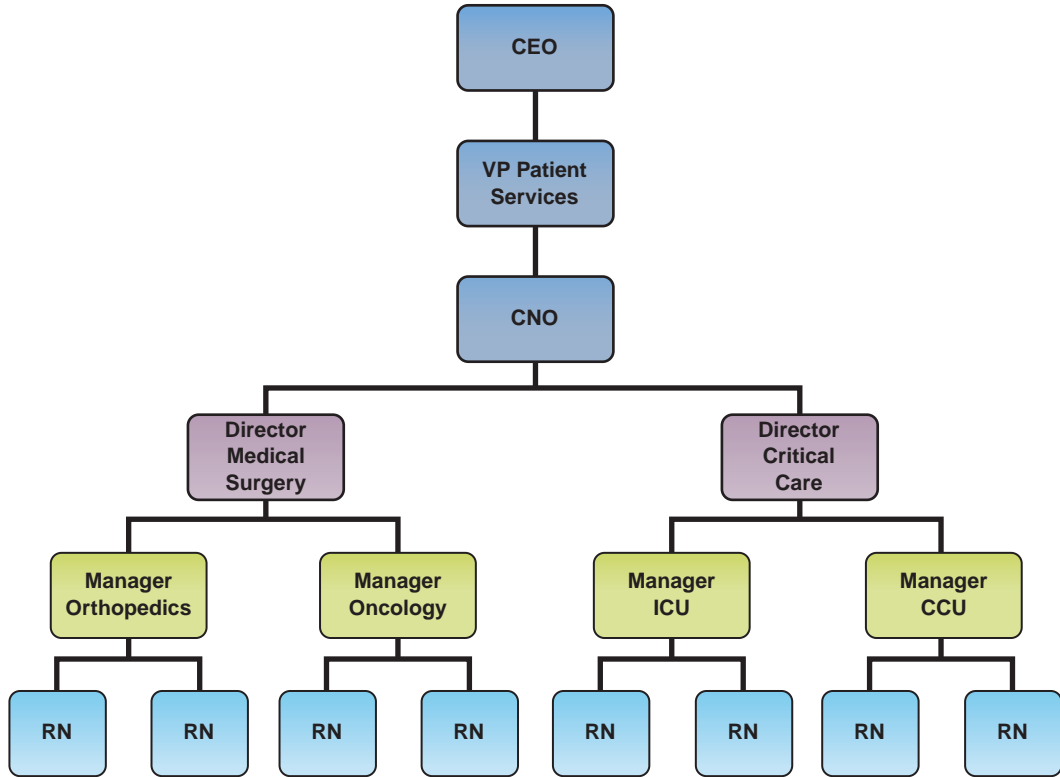 CEO
VP Patient
Services
CNO
Director
Medical
Surgery
Director
Critical
Care
Manager
Orthopedics
Manager
Oncology
Manager
ICU
Manager
CCU
RN
RN
RN
RN
RN
RN
RN
RN